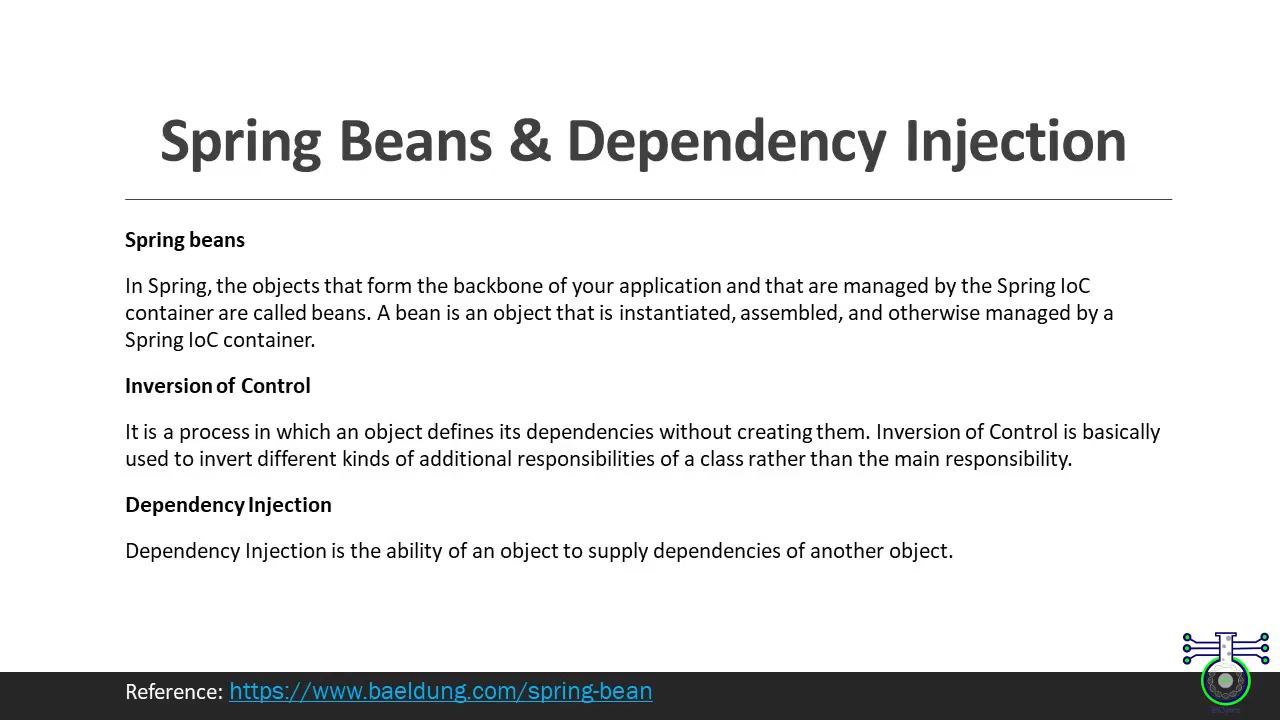 Spring Beans & Dependency Injection
Spring beans
In Spring, the objects that form the backbone of your application and that are managed by the Spring IoC
container are called beans. A bean is an object that is instantiated, assembled, and otherwise managed by a
Spring IoC container.
Inversion of Control
It is a process in which an object defines its dependencies without creating them. Inversion of Control is basically
used to invert different kinds of additional responsibilities of a class rather than the main responsibility.
Dependency Injection
Dependency Injection is the ability of an object to supply dependencies of another object.
Reference: https://www.baeldung.com/spring-bean